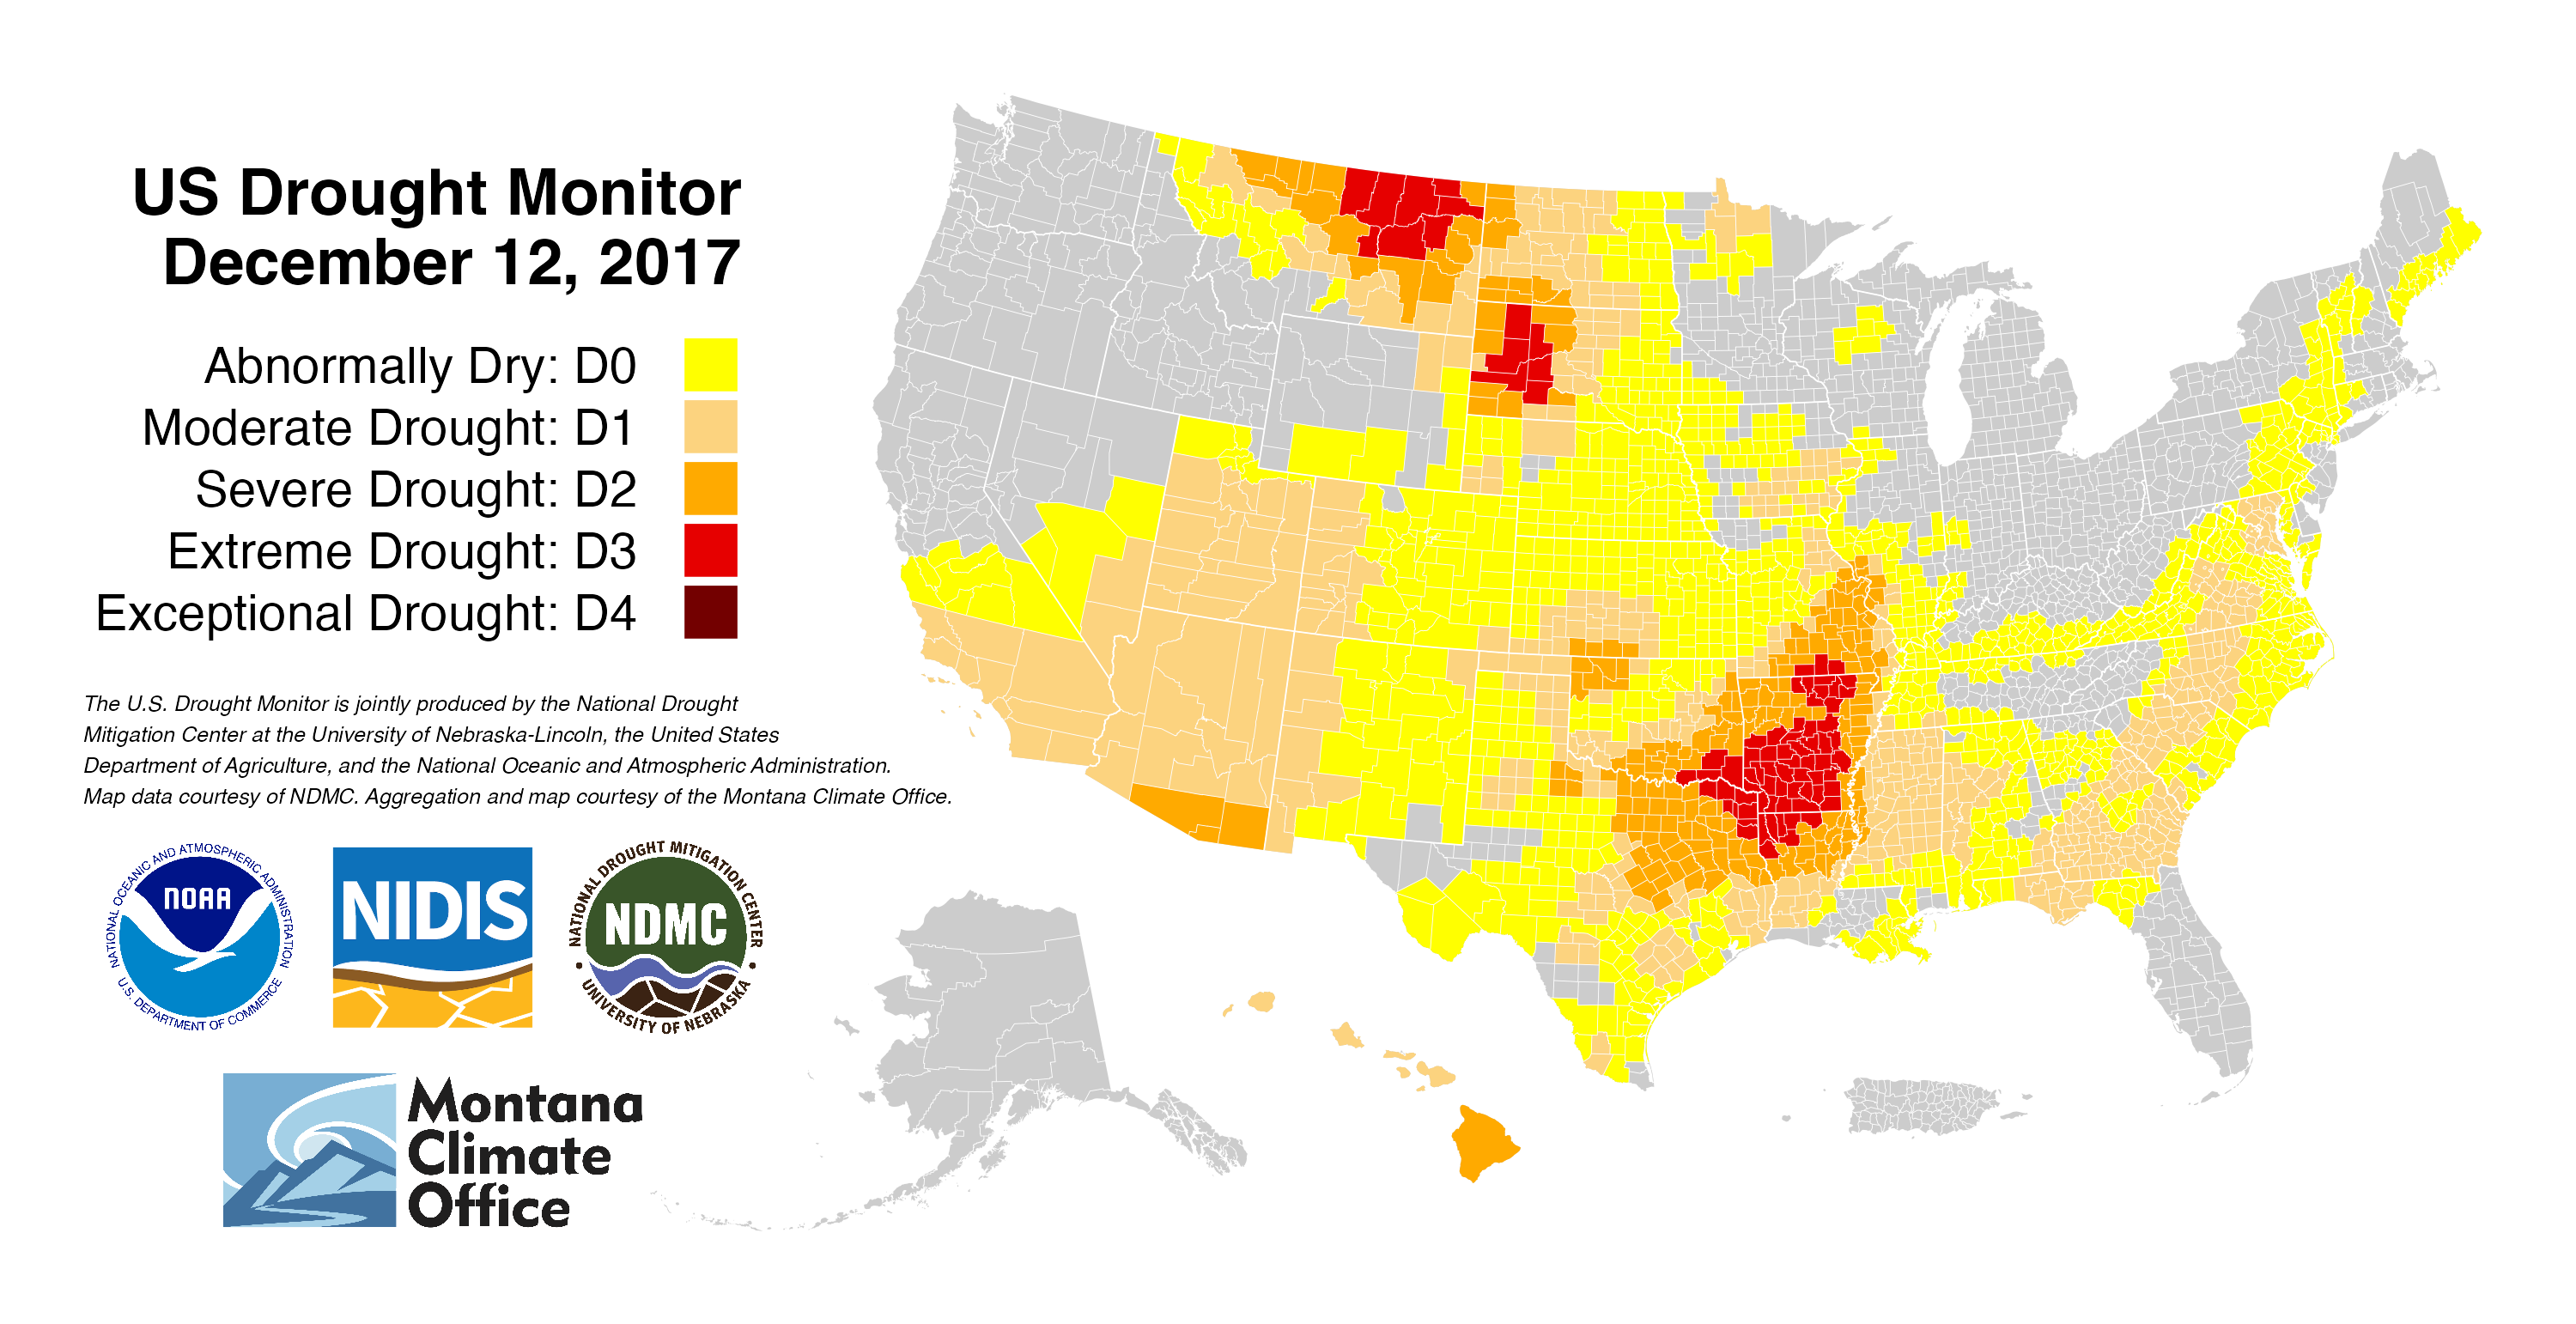 US Drought Monitor
December 12, 2017
Abnormally Dry: D0
Moderate Drought: D1
Severe Drought: D2
Extreme Drought: D3
Exceptional Drought: D4
The U.S. Drought Monitor is jointly produced by the National Drought
Mitigation Center at the University of Nebraska-Lincoln, the United States
Department of Agriculture, and the National Oceanic and Atmospheric Administration.
Map data courtesy of NDMC. Aggregation and map courtesy of the Montana Climate Office.
NATIONAL OCEANIC AND ATMOSPHERIC ADMINISTRATION
NOAA
U.S. DEPARTMENT OF COMMERCE
NIDIS
NATIONAL DROUGHT MITIGATION CENTER
NDMC
UNIVERSITY OF NEBRASKA
Montana
Climate
Office